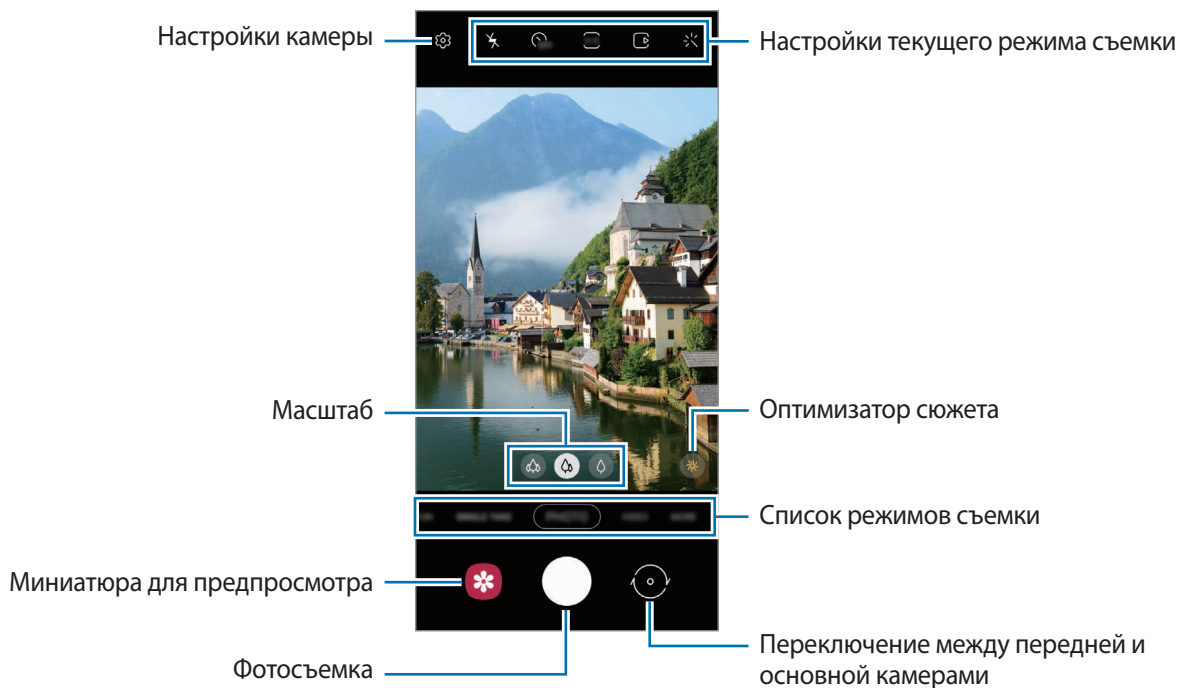 Настройки камеры
Настройки текущего режима съемки
Масштаб
Оптимизатор сюжета
Список режимов съемки
Миниатюра для предпросмотра
Фотосъемка
Переключение между передней и
основной камерами